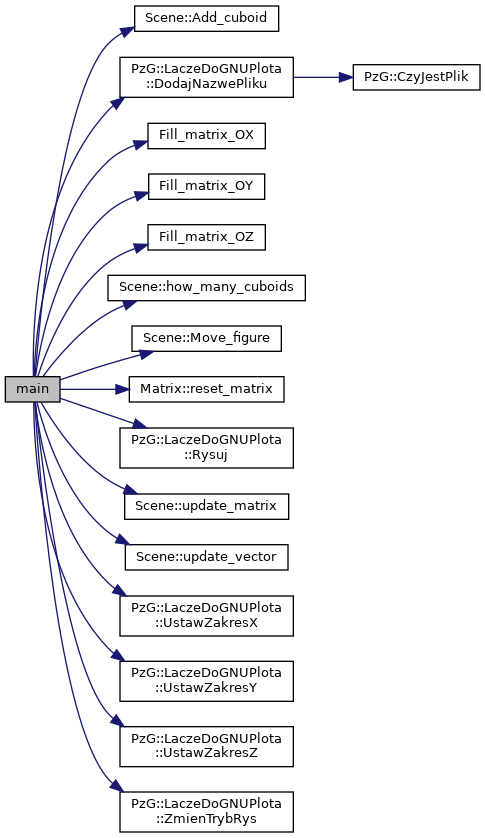 Scene::Add_cuboid
PzG::LaczeDoGNUPlota
::DodajNazwePliku
PzG::CzyJestPlik
Fill_matrix_OX
Fill_matrix_OY
Fill_matrix_OZ
Scene::how_many_cuboids
Scene::Move_figure
main
Matrix::reset_matrix
PzG::LaczeDoGNUPlota
::Rysuj
Scene::update_matrix
Scene::update_vector
PzG::LaczeDoGNUPlota
::UstawZakresX
PzG::LaczeDoGNUPlota
::UstawZakresY
PzG::LaczeDoGNUPlota
::UstawZakresZ
PzG::LaczeDoGNUPlota
::ZmienTrybRys